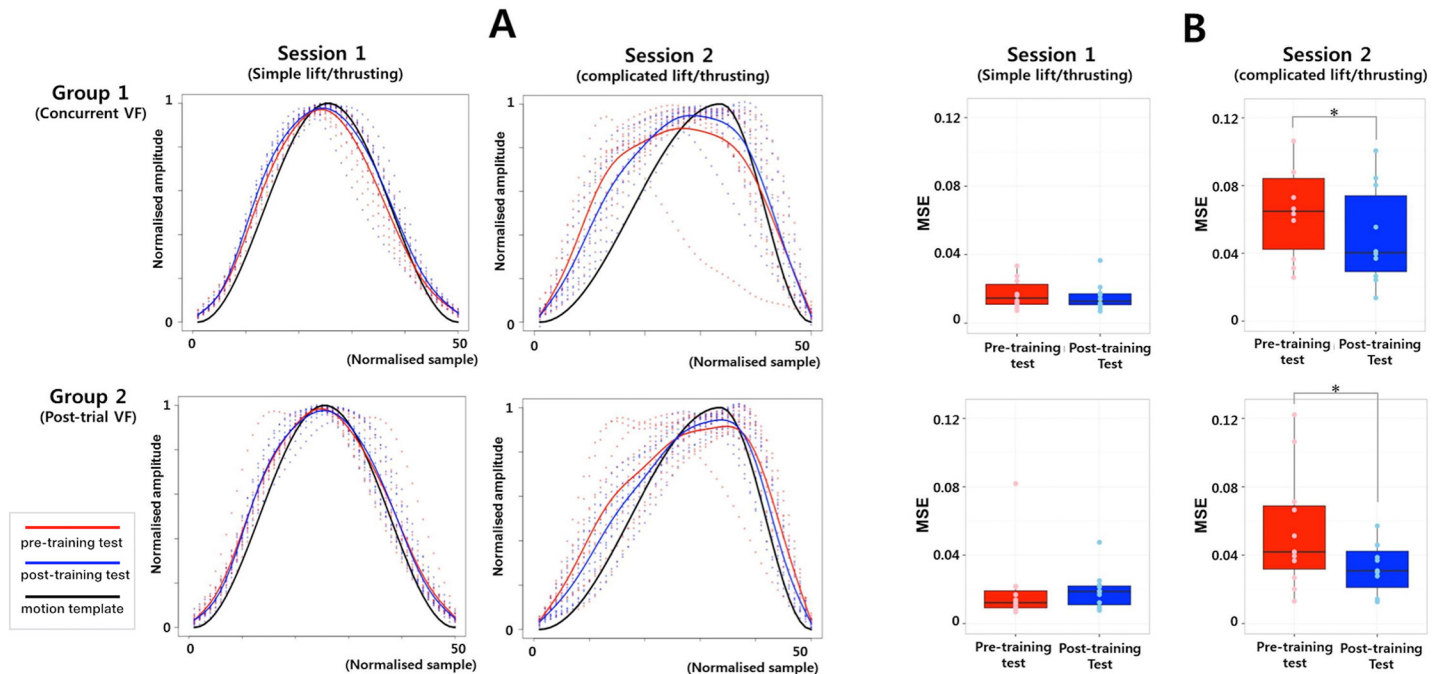 A
B
Session 1
(Simple lift/thrusting)
Session 2
(complicated lift/thrusting)
Session 1
(Simple lift/thrusting)
Session 2
(complicated lift/thrusting)
Group 1
(Concurrent VF)
Normalised amplitude
1
0
0
50
(Normalised sample)
Normalised amplitude
1
0
0
50
(Normalised sample)
MSE
0.12
0.08
0.04
0
Pre-training
test
Post-training
Test
MSE
0.12
0.08
0.04
0
*
Pre-training
test
Post-training
Test
Group 2
(Post-trial VF)
Normalised amplitude
1
0
0
50
(Normalised sample)
Normalised amplitude
1
0
0
50
(Normalised sample)
MSE
0.12
0.08
0.04
0
Pre-training
test
Post-training
Test
MSE
0.12
0.08
0.04
0
*
Pre-training
test
Post-training
Test
pre-training test
post-training test
motion template